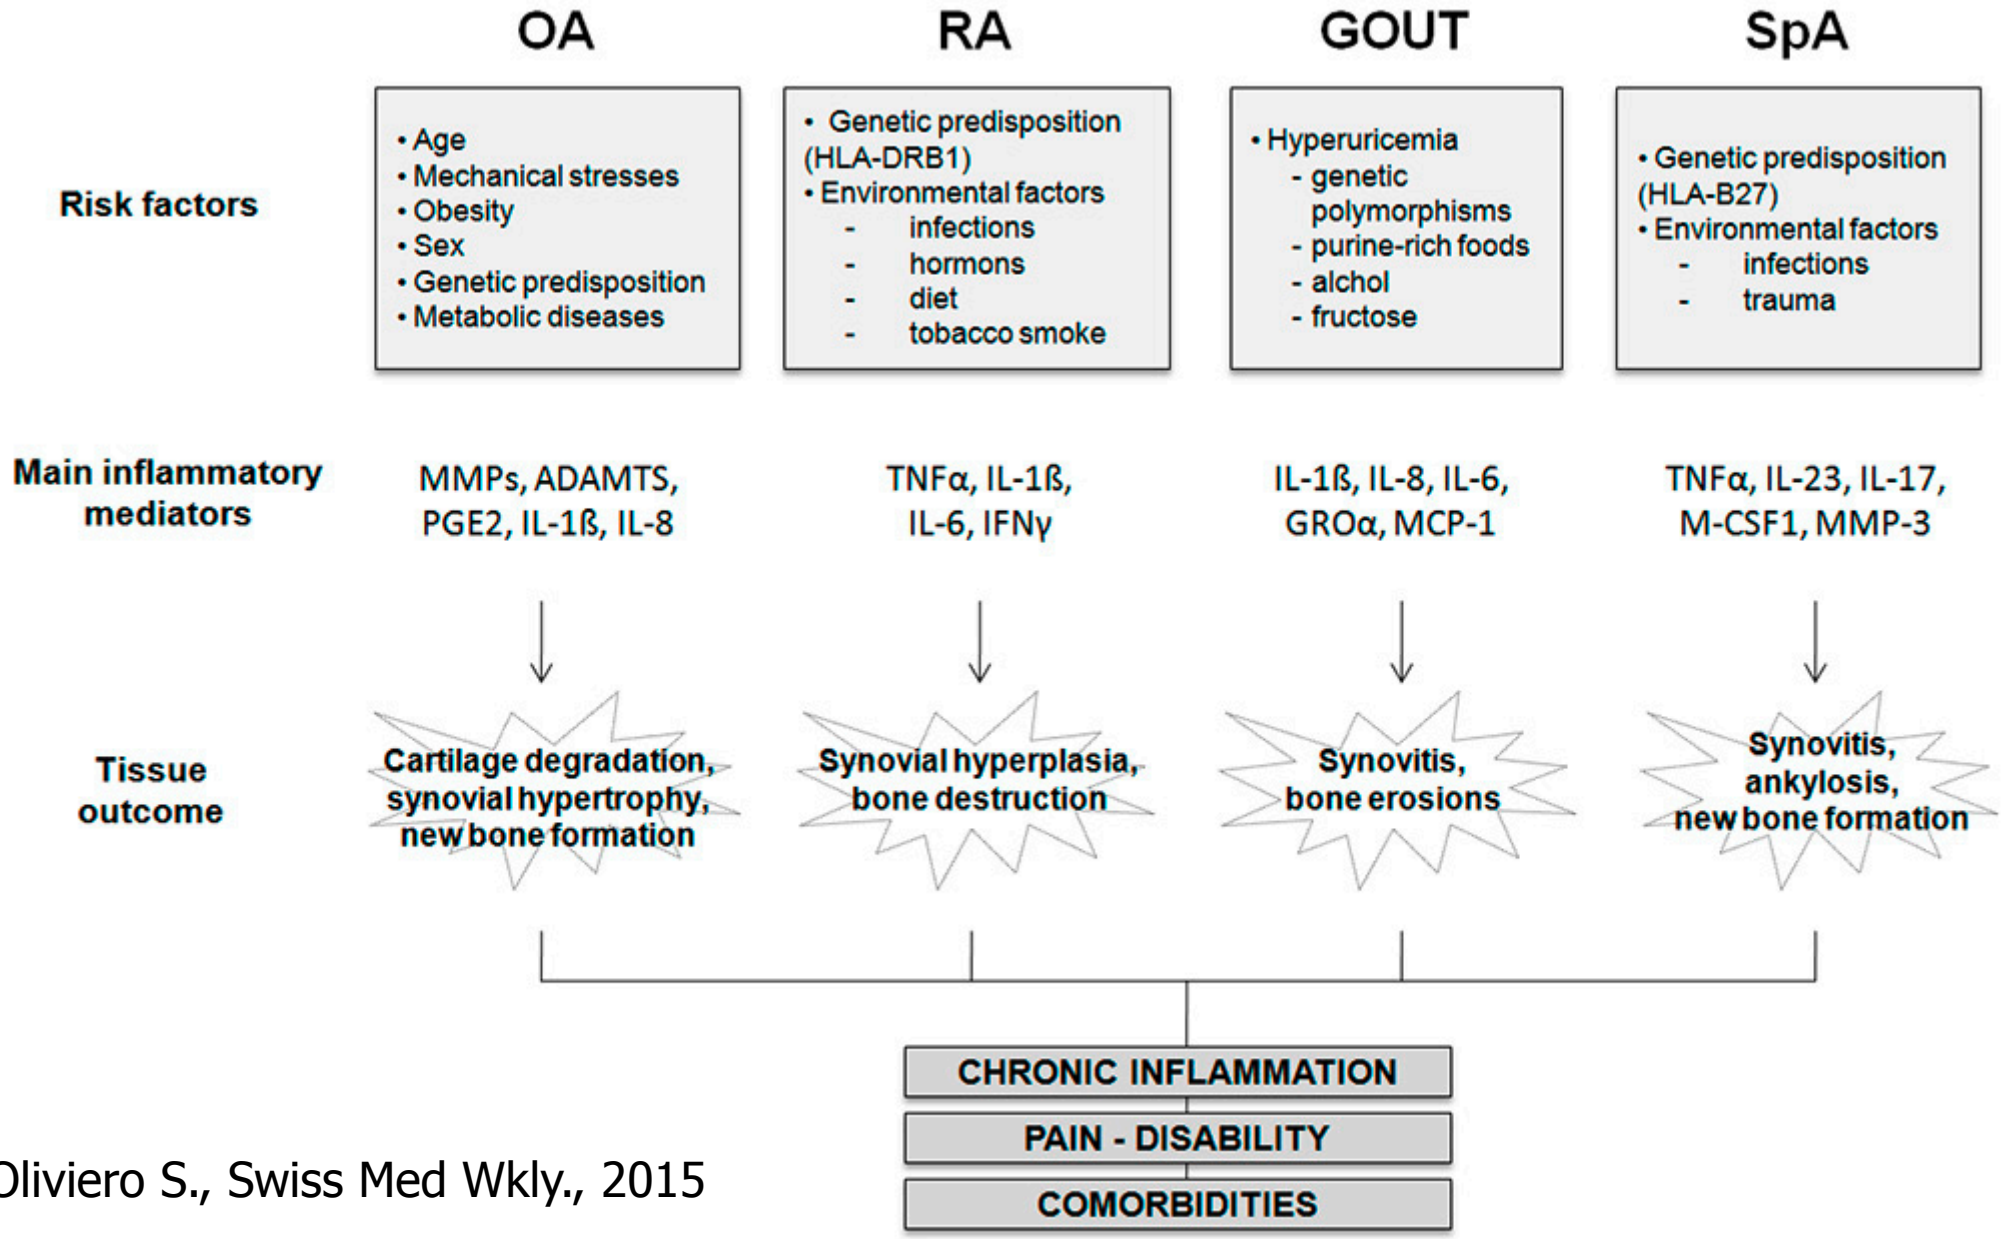 OA
RA
GOUT
SpA
Risk factors
• Age
• Mechanical stresses
• Obesity
• Sex
• Genetic predisposition
• Metabolic diseases
• Genetic predisposition
(HLA-DRB1)
• Environmental factors
- infections
- hormons
- diet
- tobacco smoke
• Hyperuricemia
- genetic
polymorphisms
- purine-rich foods
- alchol
- fructose
• Genetic predisposition
(HLA-B27)
• Environmental factors
- infections
- trauma
Main inflammatory
mediators
MMPs, ADAMTS,
PGE2, IL-1ß, IL-8
TNFα, IL-1ß,
IL-6, IFNγ
IL-1ß, IL-8, IL-6,
GROα, MCP-1
TNFα, IL-23, IL-17,
M-CSF1, MMP-3
Tissue
outcome
Cartilage degradation,
synovial hypertrophy,
new bone formation
Synovial hyperplasia,
bone destruction
Synovitis,
bone erosions
Synovitis,
ankylosis,
new bone formation
CHRONIC INFLAMMATION
PAIN - DISABILITY
COMORBIDITIES
Oliviero S., Swiss Med Wkly., 2015